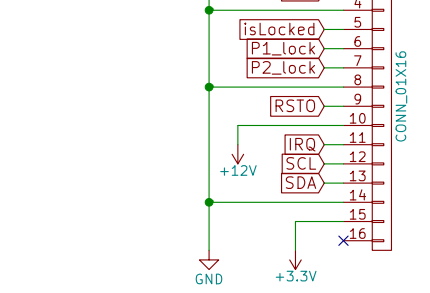 4
isLocked 5
P1_lock 6
P2_lock 7
8
RSTO 9
10
IRQ 11
SCL 12
+12V
SDA 13
14
15
16
GND
+3.3V
CONN_01X16